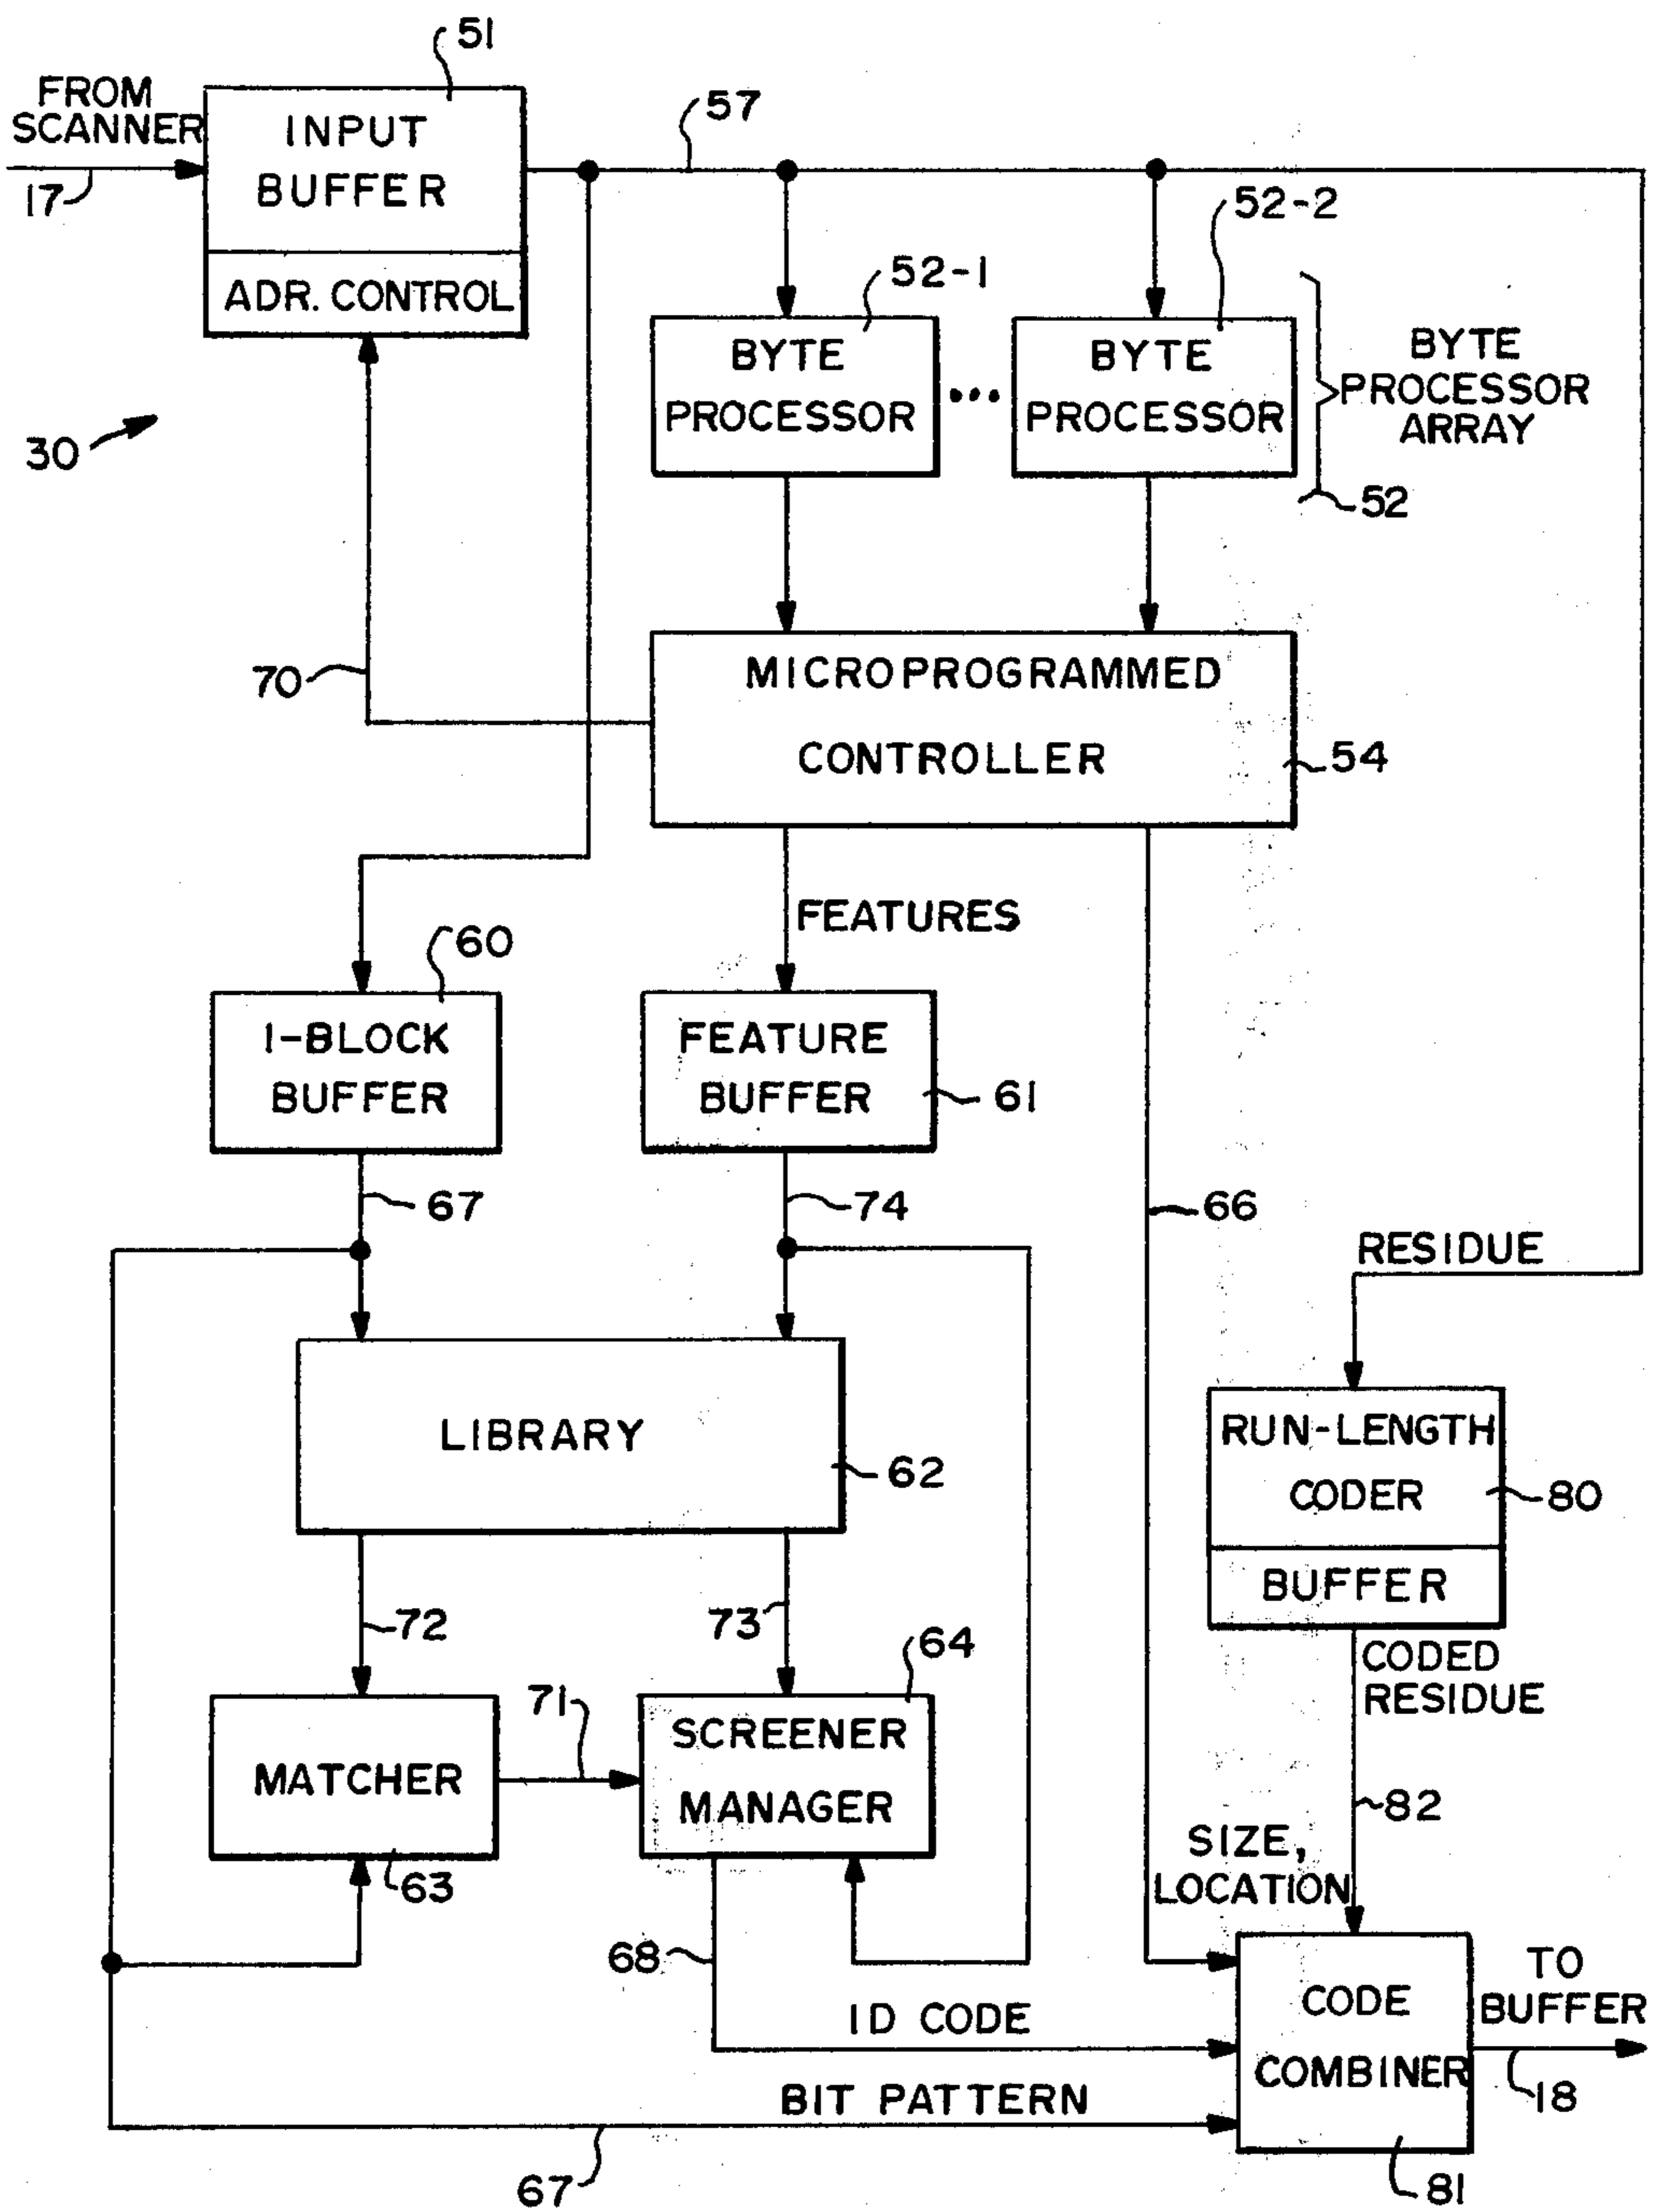 51
FROM
SCANNER
17
INPUT
BUFFER
ADR. CONTROL
57
52-1
52-2
BYTE
PROCESSOR
...
BYTE
PROCESSOR
BYTE
PROCESSOR
ARRAY
52
30
70
MICROPROGRAMMED
CONTROLLER
54
FEATURES
60
1-BLOCK
BUFFER
FEATURE
BUFFER
61
67
74
66
RESIDUE
LIBRARY
62
RUN-LENGTH
CODER
80
BUFFER
72
73
64
CODED
RESIDUE
71
MATCHER
63
SCREENER
MANAGER
82
SIZE,
LOCATION
68
ID CODE
CODE
COMBINER
TO
BUFFER
18
BIT PATTERN
67
81